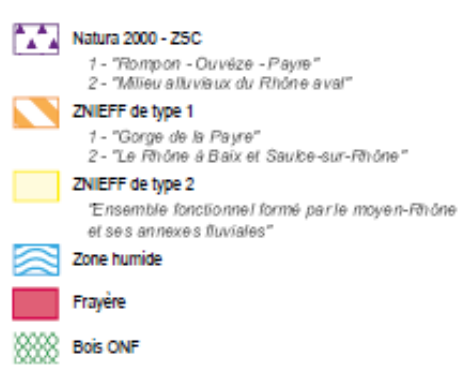 Natura 2000 - ZSC
1 - "Rompon - Ouvèze - Payre"
2 - "Milieu alluviaux du Rhône aval"
ZNIEFF de type 1
1 - "Gorge de la Payre"
2 - "Le Rhône à Baix et Saulce-sur-Rhône"
ZNIEFF de type 2
"Ensemble fonctionnel formé par le moyen-Rhône
et ses annexes fluviales"
Zone humide
Frayère
Bois ONF